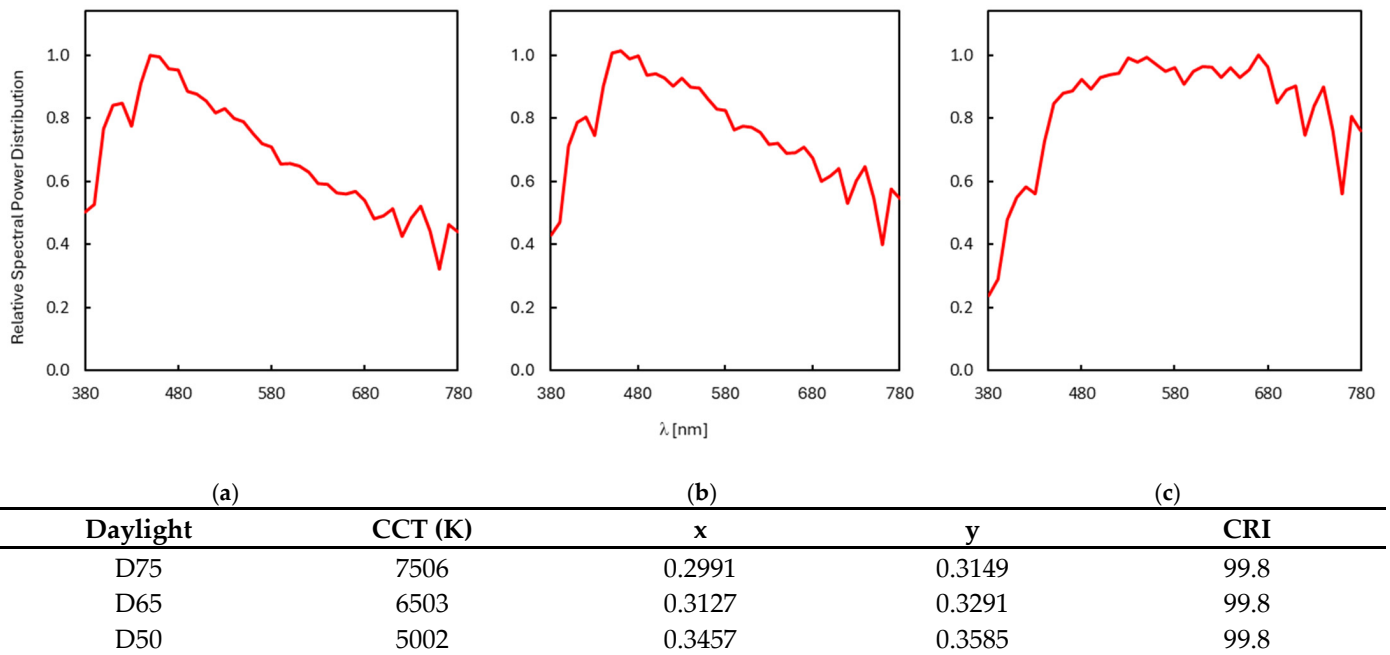 Relative Spectral Power Distribution
1.0
0.8
0.6
0.4
0.2
0.0
380 480 580 680 780
1.0
0.8
0.6
0.4
0.2
0.0
380 480 580 680 780
1.0
0.8
0.6
0.4
0.2
0.0
380 480 580 680 780
λ [nm]
(a) (b) (c)
Daylight CCT (K) x y CRI
D75 7506 0.2991 0.3149 99.8
D65 6503 0.3127 0.3291 99.8
D50 5002 0.3457 0.3585 99.8